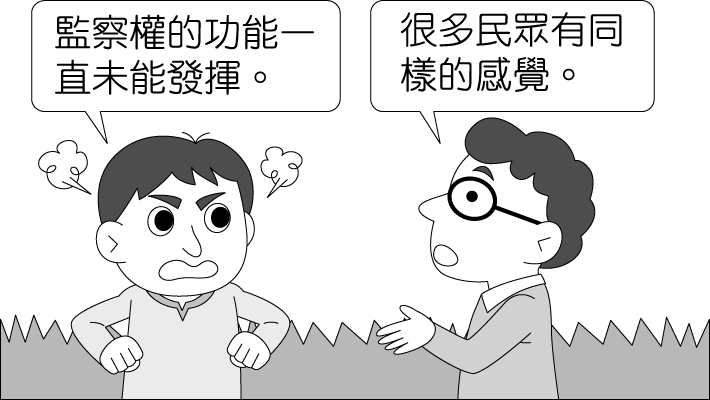 監察權的功能一
直未能發揮。
很多民眾有同
樣的感覺。